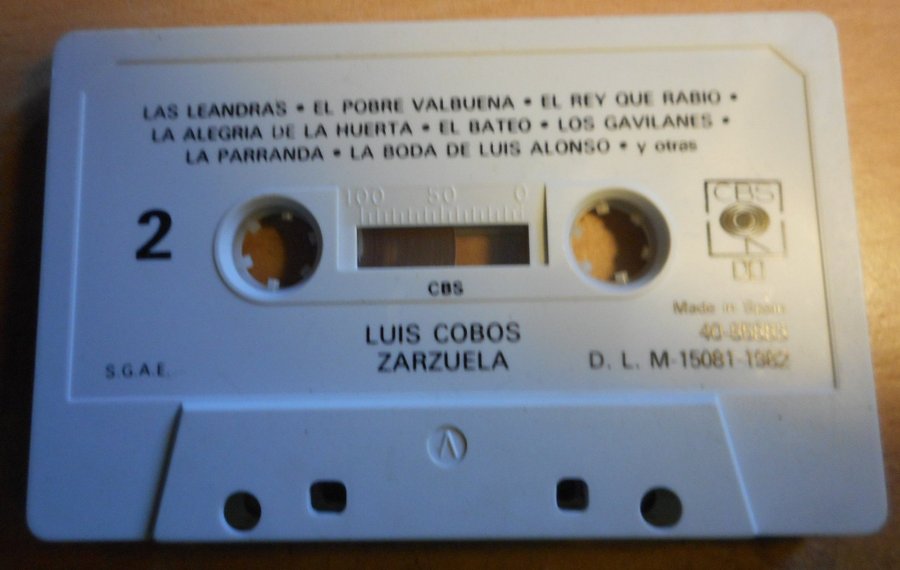 LAS LEANDRAS • EL POBRE VALBUENA • EL REY QUE RABIO •
LA ALEGRIA DE LA HUERTA • EL BATEO • LOS GAVILANES •
LA PARRANDA • LA BODA DE LUIS ALONSO • y otras
100 50 0
CBS
2
CBS
LUIS COBOS
ZARZUELA
Made in Spain
S.G.A.E.
D. L. M-15081-1982